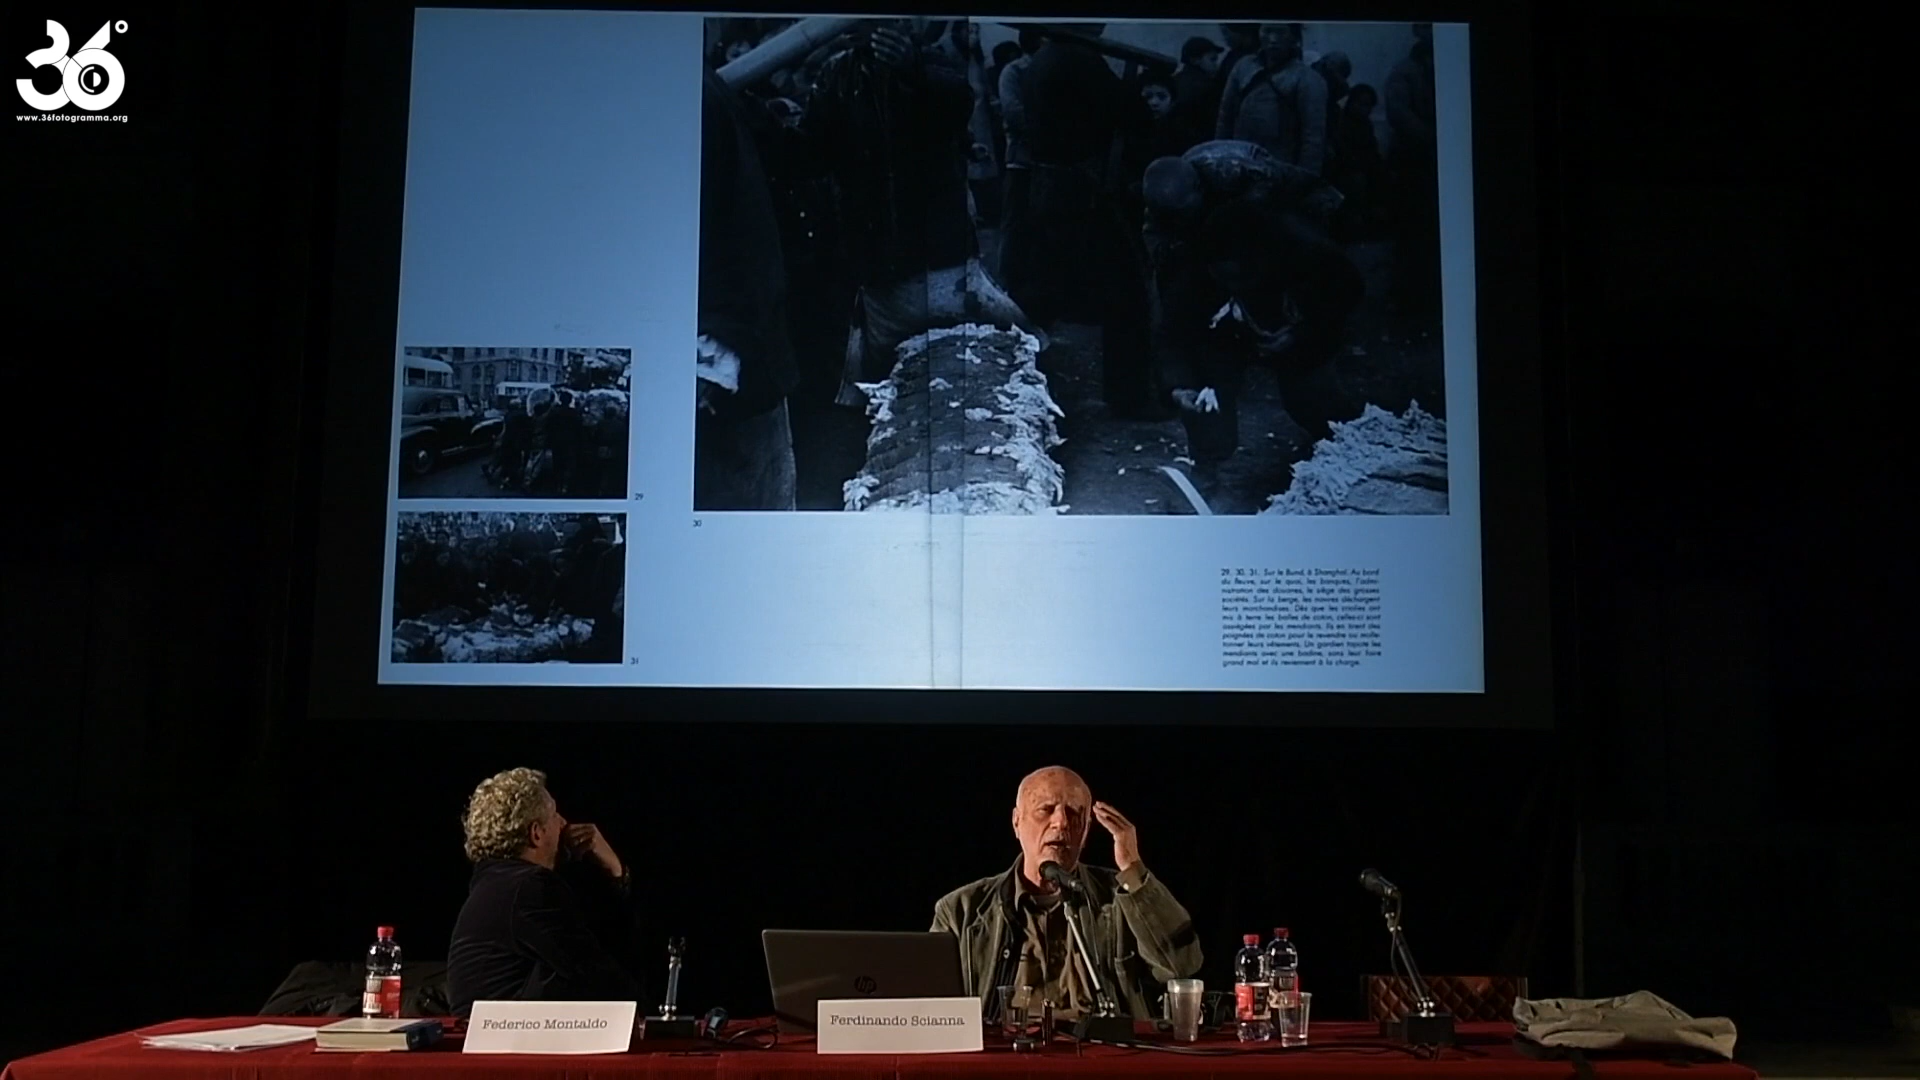 36°
www.36fotogramma.org
29
30
31
29. 30. 31. Sur le Bund, à Shanghaï. Au bord
du fleuve, sur le quai, les banques, l'admi-
nistration des douanes, le siège des grosses
sociétés. Sur la berge, les navires déchargent
leurs marchandises. Dès que les coolies ont
mis à terre les balles de coton, celles-ci sont
assiégées par les mendiants. Ils en tirent des
poignées de coton pour le revendre ou matle-
tonner leurs vêtements. Un gardien tapote les
mendiants avec une badine, sans leur faire
grand mal et ils reviennent à la charge.
hp
Federico Montaldo
Ferdinando Scianna